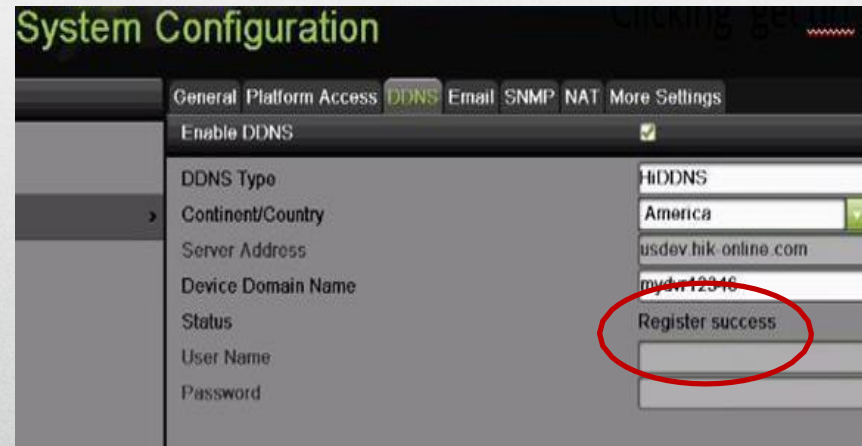 System Configuration
General Platform Access DDNS Email SNMP NAT More Settings
Enable DDNS
DDNS Type HiDDNS
Continent/Country America
Server Address usdev.hik-online.com
Device Domain Name
Status Register success
User Name
Password